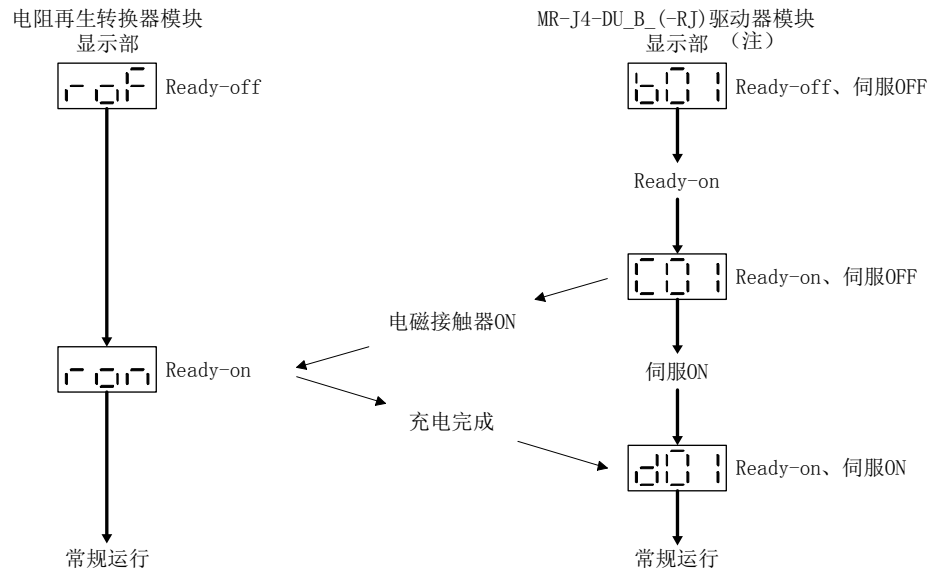 电阻再生转换器模块
显示部
roF
Ready-off
Ready-on
ron
常规运行
MR-J4-DU_B_(-RJ)驱动器模块
显示部 （注）
b01
Ready-off、伺服OFF
Ready-on
C01
Ready-on、伺服OFF
电磁接触器ON
伺服ON
充电完成
d01
Ready-on、伺服ON
常规运行